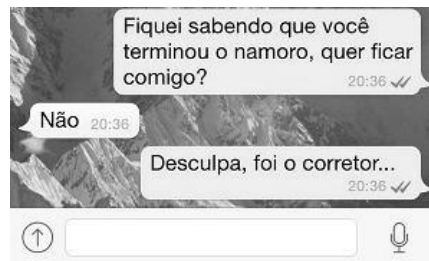 Fiquei sabendo que você
terminou o namoro, quer ficar
comigo?
20:36
Não 20:36
Desculpa, foi o corretor...
20:36